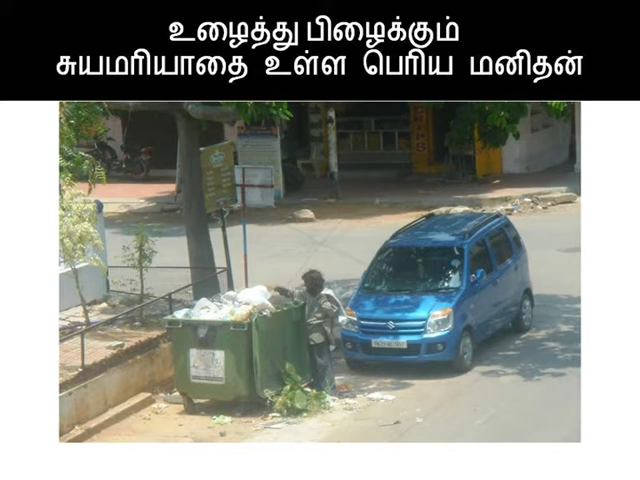 உழைத்து பிழைக்கும்
சுயமரியாதை உள்ள பெரிய மனிதன்